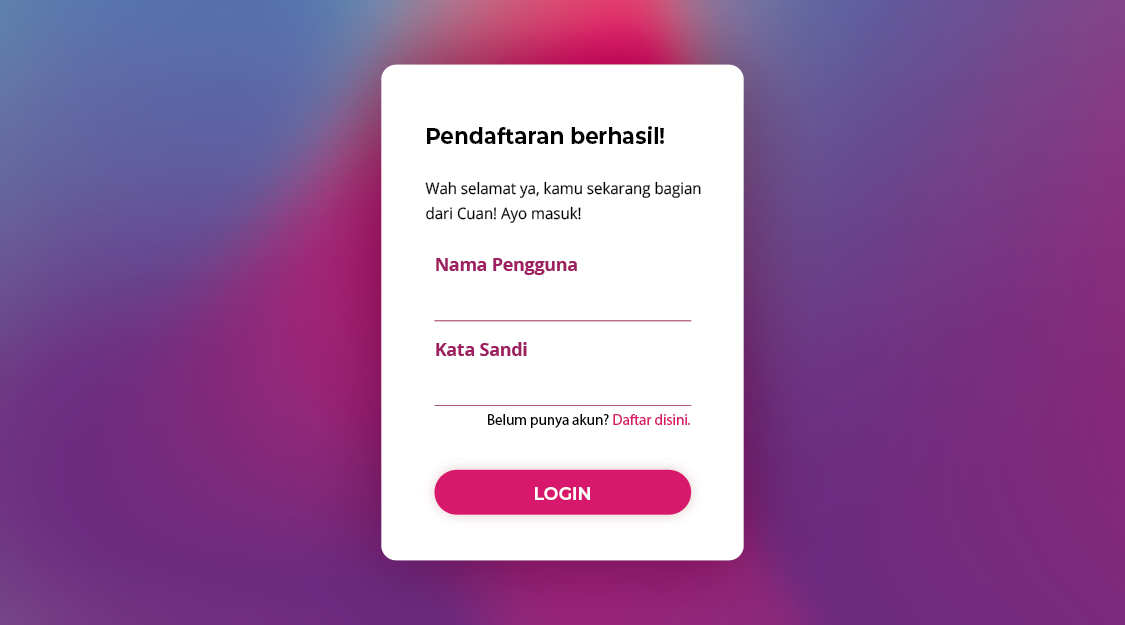 Pendaftaran berhasil!
Wah selamat ya, kamu sekarang bagian
dari Cuan! Ayo masuk!
Nama Pengguna
Kata Sandi
Belum punya akun? Daftar disini.
LOGIN